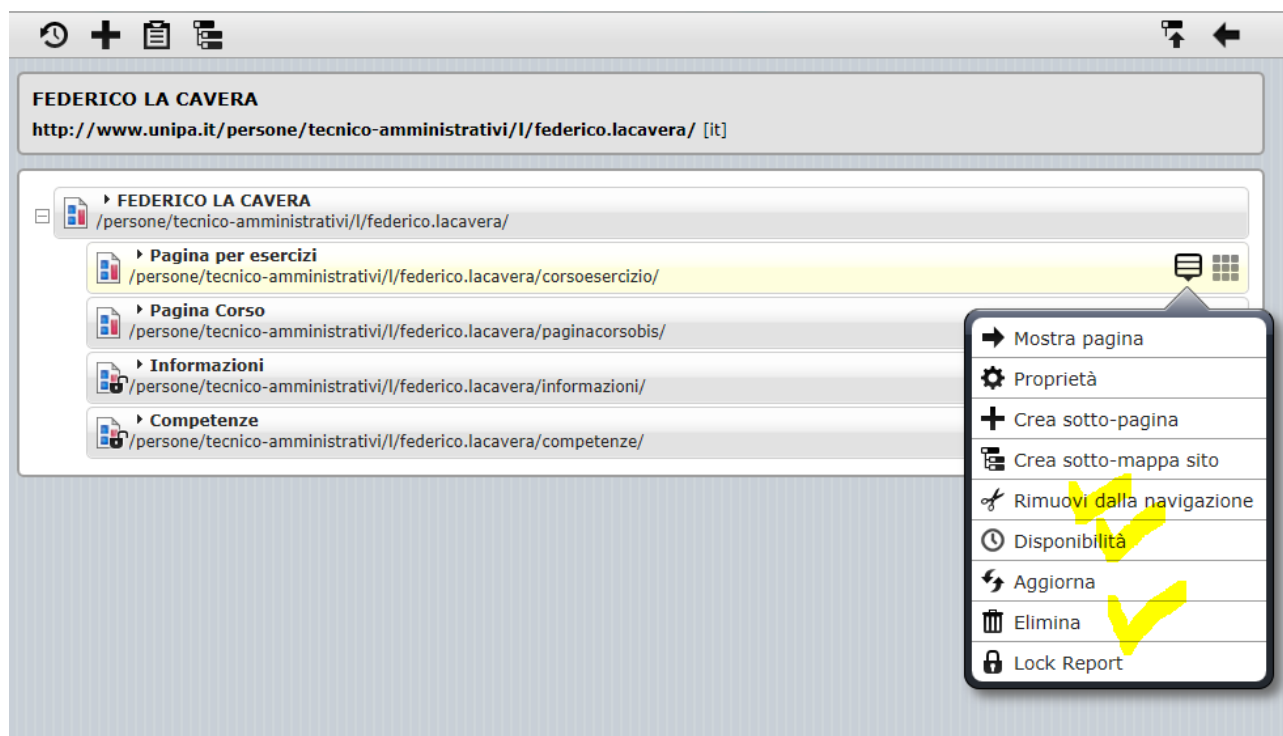 FEDERICO LA CAVERA
http://www.unipa.it/persone/tecnico-amministrativi/l/federico.lacavera/ [it]
FEDERICO LA CAVERA
/persone/tecnico-amministrativi/l/federico.lacavera/
Pagina per esercizi
/persone/tecnico-amministrativi/l/federico.lacavera/corsoesercizio/
Pagina Corso
/persone/tecnico-amministrativi/l/federico.lacavera/paginacorsobis/
Informazioni
/persone/tecnico-amministrativi/l/federico.lacavera/informazioni/
Competenze
/persone/tecnico-amministrativi/l/federico.lacavera/competenze/
Mostra pagina
Proprietà
Crea sotto-pagina
Crea sotto-mappa sito
Rimuovi dalla navigazione
Disponibilità
Aggiorna
Elimina
Lock Report